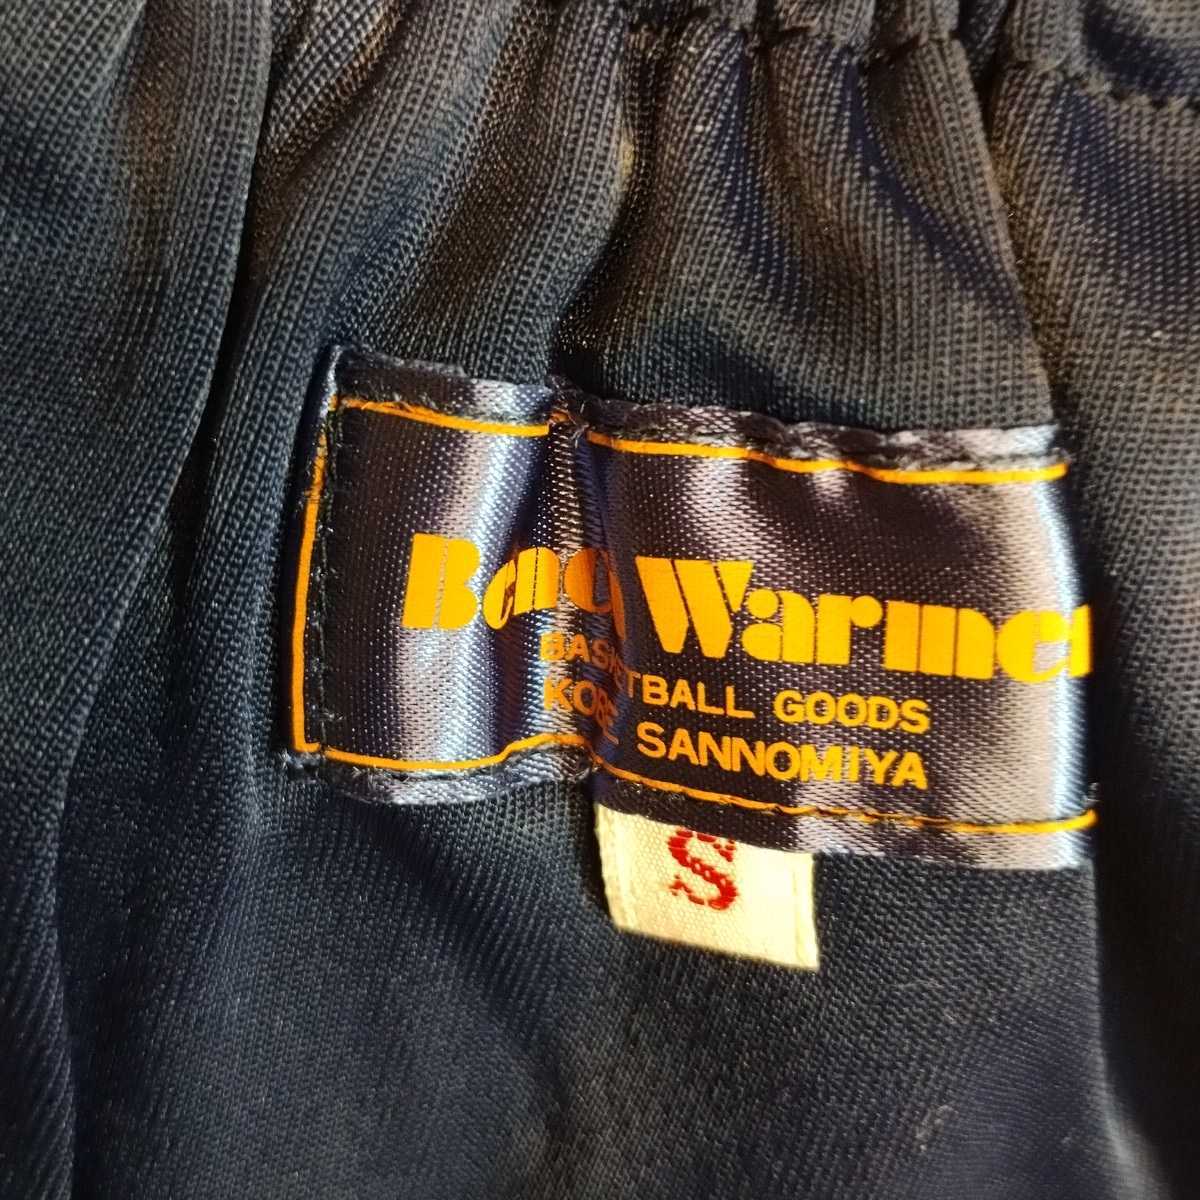 Bench Warmer
BASKETBALL GOODS
KOBE SANNOMIYA
S